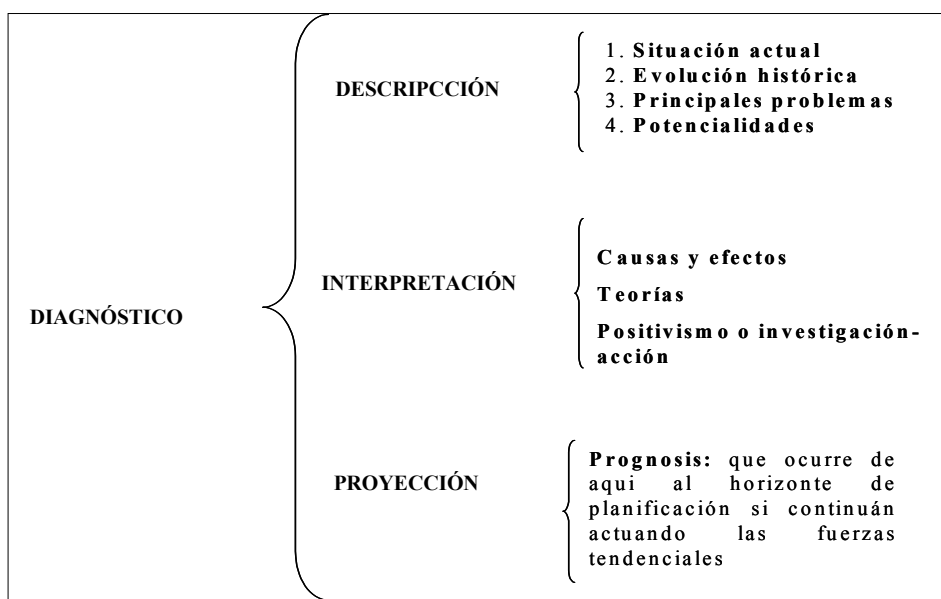 DESCRIPCCIÓN
1. Situación actual
2. Evolución histórica
3. Principales problemas
4. Potencialidades
INTERPRETACIÓN
Causas y efectos
Teorías
Positivismo o investigación-
acción
DIAGNÓSTICO
PROYECCIÓN
Prognosis: que ocurre de
aqui al horizonte de
planificación si continuán
actuando las fuerzas
tendenciales